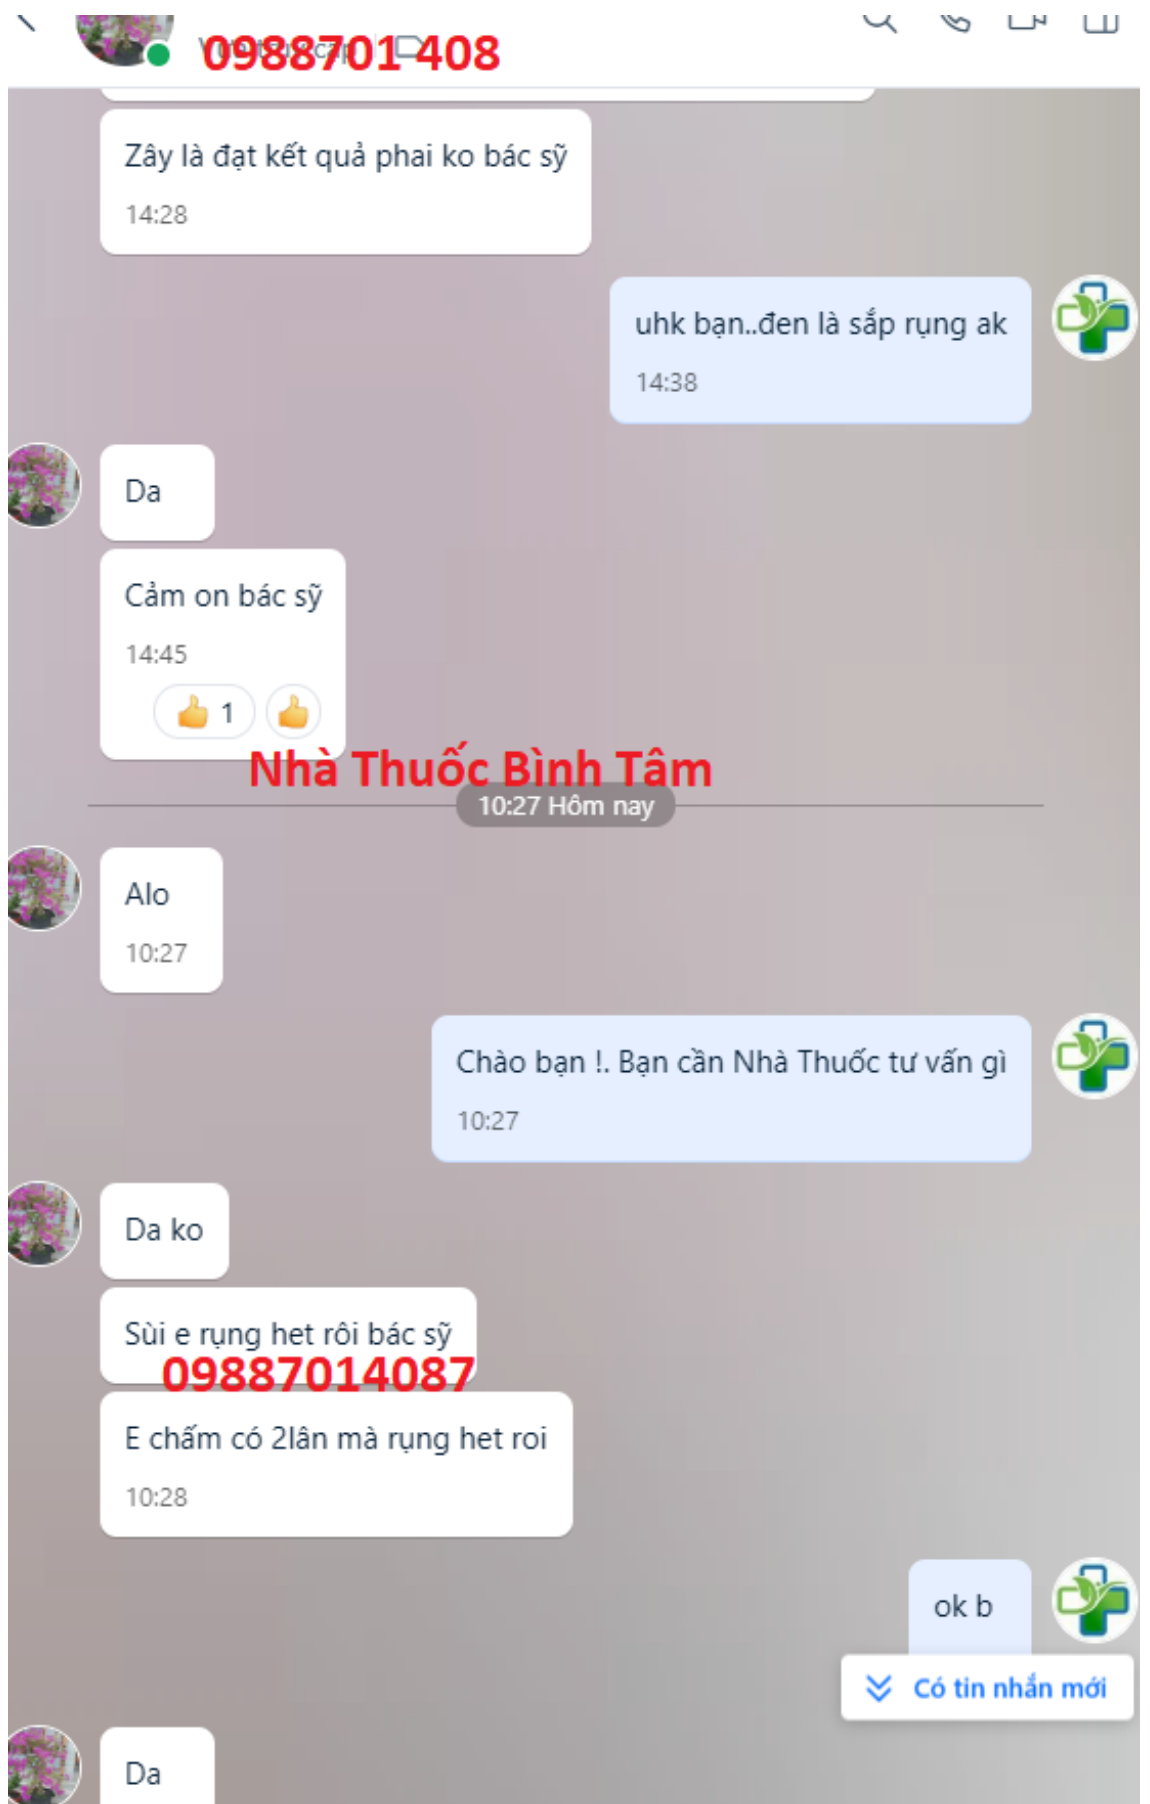 0988701 408
Zây là đạt kết quả phai ko bác sỹ
14:28
uhk bạn..đen là sắp rụng ak
14:38
Da
Cảm on bác sỹ
14:45
1
Nhà Thuốc Bình Tâm
10:27 Hôm nay
Alo
10:27
Chào bạn !. Bạn cần Nhà Thuốc tư vấn gì
10:27
Da ko
Sùi e rụng het rôi bác sỹ
09887014087
E chấm có 2lân mà rụng het roi
10:28
ok b
Có tin nhắn mới
Da